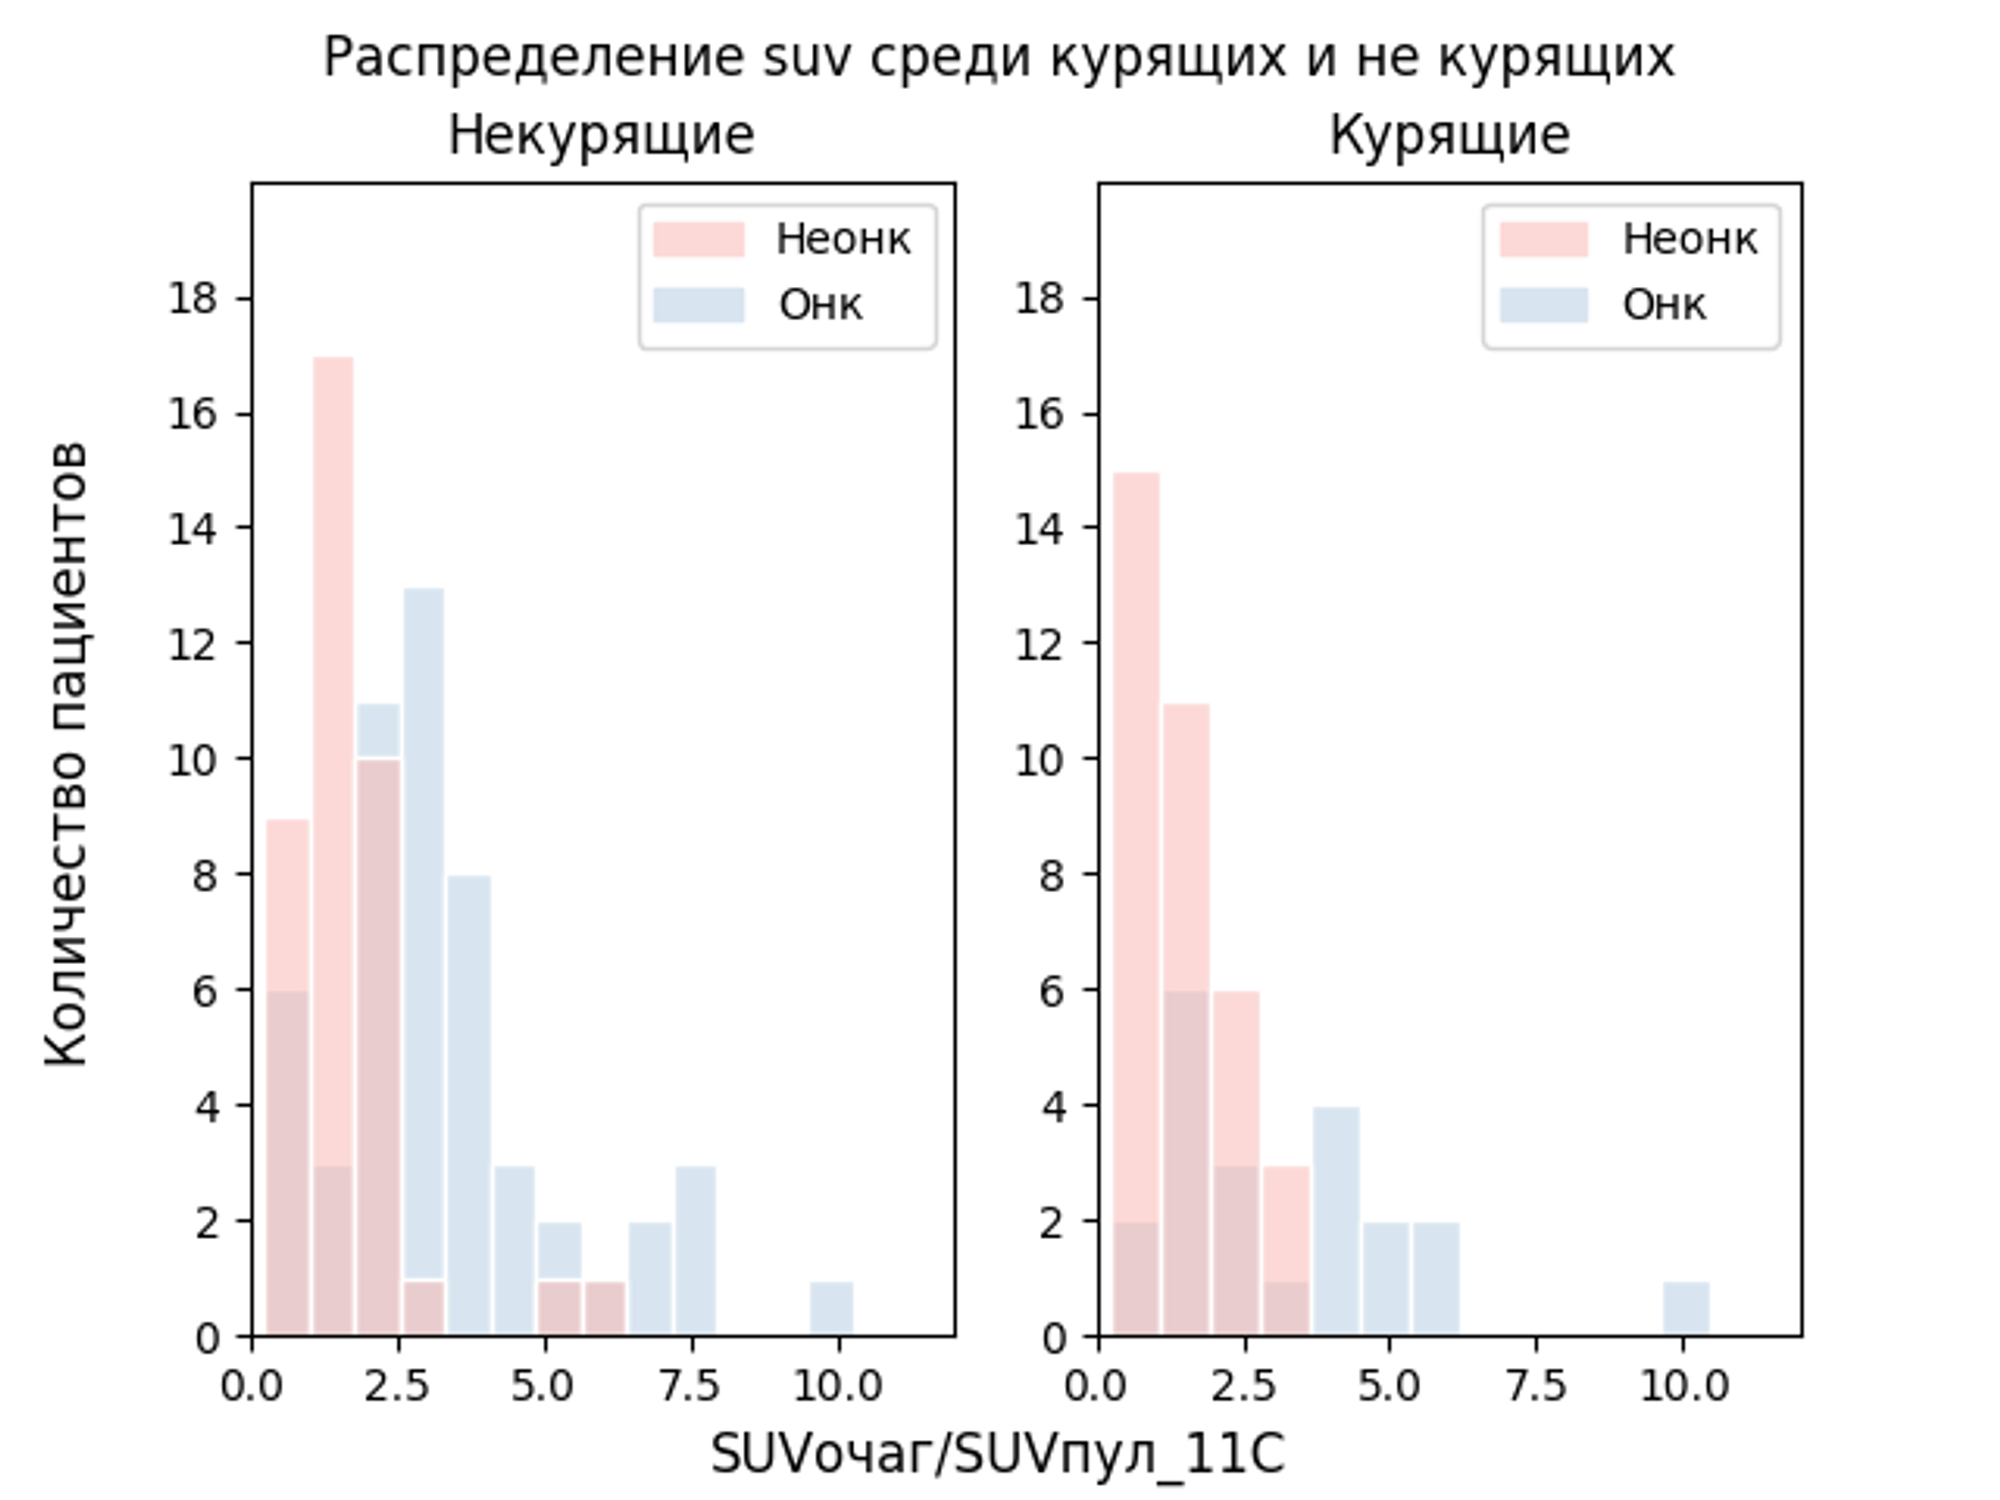 Распределение suv среди курящих и не курящих
Некурящие
Курящие
Неонк
Онк
Неонк
Онк
18
16
14
12
10
8
6
4
2
0
18
16
14
12
10
8
6
4
2
0
0.0 2.5 5.0 7.5 10.0
0.0 2.5 5.0 7.5 10.0
Количество пациентов
SUVочаг/SUVпул_11C